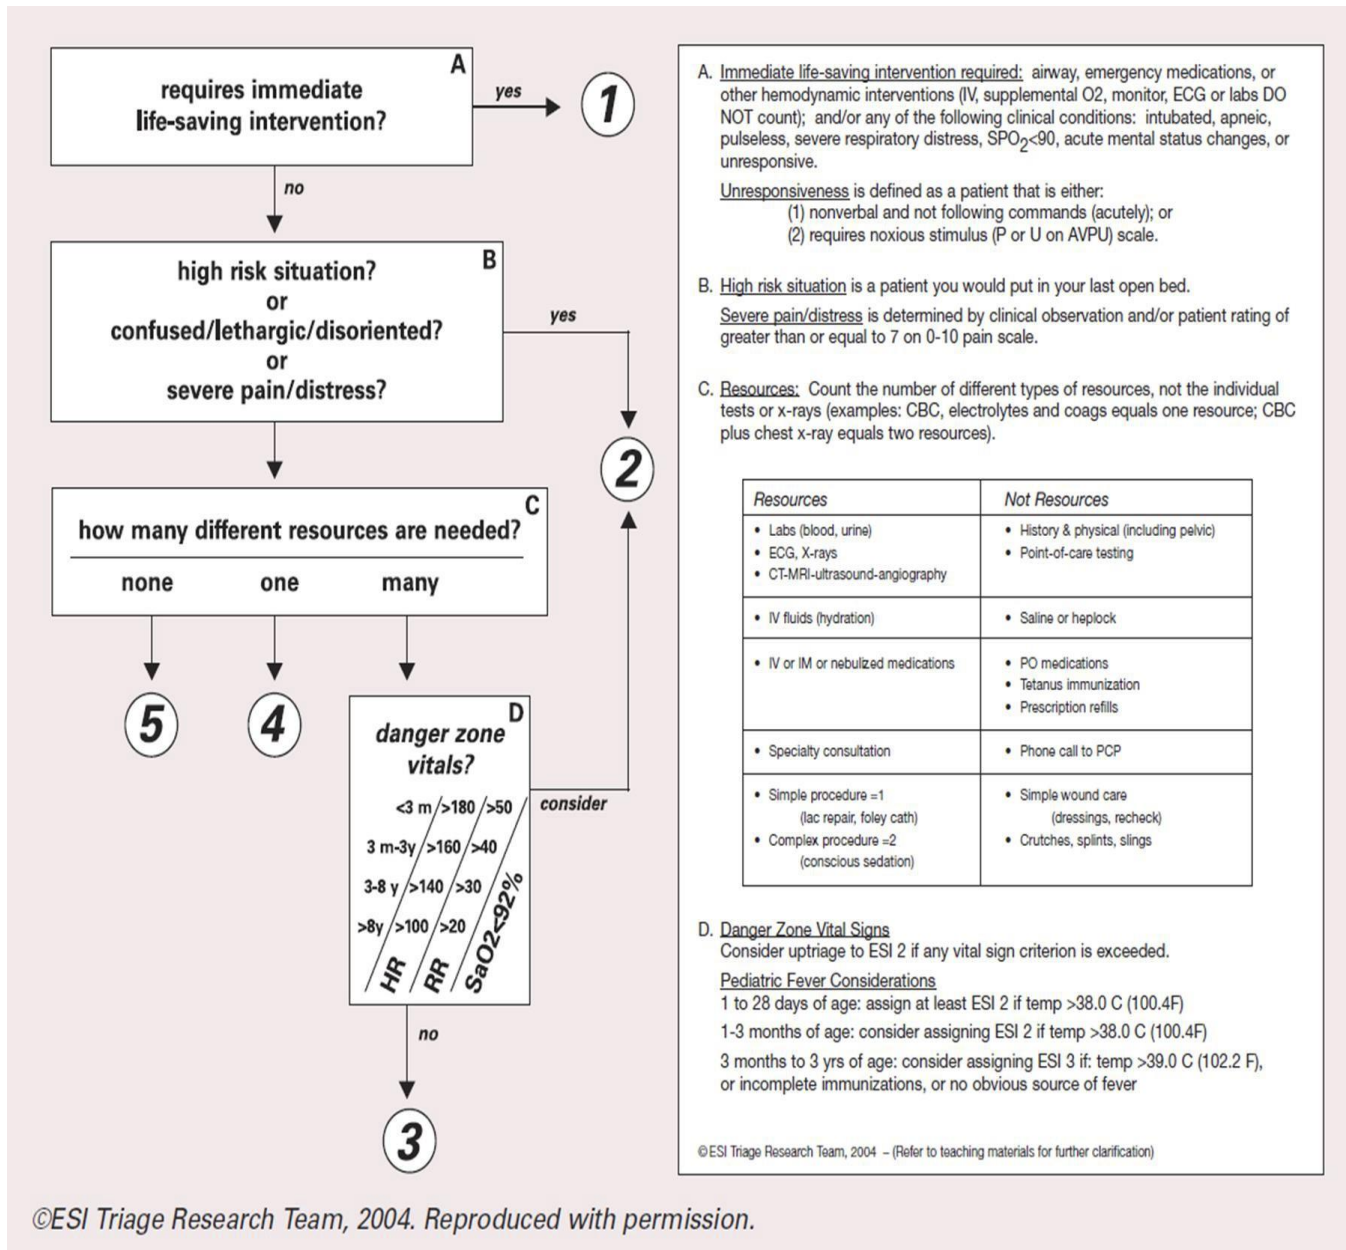 A
requires immediate
life-saving intervention?
yes
1
no
B
high risk situation?
or
confused/lethargic/disoriented?
or
severe pain/distress?
yes
2
C
how many different resources are needed?
none one many
5 4
D
danger zone
vitals?
<3 m >180 >50
3 m-3y >160 >40
3-8 y >140 >30
>8y >100 >20
HR RR SaO2<92%
consider
no
3
A. Immediate life-saving intervention required: airway, emergency medications, or
other hemodynamic interventions (IV, supplemental O2, monitor, ECG or labs DO
NOT count); and/or any of the following clinical conditions: intubated, apneic,
pulseless, severe respiratory distress, SPO2<90, acute mental status changes, or
unresponsive.
Unresponsiveness is defined as a patient that is either:
(1) nonverbal and not following commands (acutely); or
(2) requires noxious stimulus (P or U on AVPU) scale.
B. High risk situation is a patient you would put in your last open bed.
Severe pain/distress is determined by clinical observation and/or patient rating of
greater than or equal to 7 on 0-10 pain scale.
C. Resources: Count the number of different types of resources, not the individual
tests or x-rays (examples: CBC, electrolytes and coags equals one resource; CBC
plus chest x-ray equals two resources).
Resources Not Resources
• Labs (blood, urine) • History & physical (including pelvic)
• ECG, X-rays • Point-of-care testing
• CT-MRI-ultrasound-angiography
• IV fluids (hydration) • Saline or heplock
• IV or IM or nebulized medications • PO medications
• Tetanus immunization
• Prescription refills
• Specialty consultation • Phone call to PCP
• Simple procedure =1 • Simple wound care
(lac repair, foley cath) (dressings, recheck)
• Complex procedure =2 • Crutches, splints, slings
(conscious sedation)
D. Danger Zone Vital Signs
Consider uptriage to ESI 2 if any vital sign criterion is exceeded.
Pediatric Fever Considerations
1 to 28 days of age: assign at least ESI 2 if temp >38.0 C (100.4F)
1-3 months of age: consider assigning ESI 2 if temp >38.0 C (100.4F)
3 months to 3 yrs of age: consider assigning ESI 3 if: temp >39.0 C (102.2 F),
or incomplete immunizations, or no obvious source of fever
©ESI Triage Research Team, 2004 – (Refer to teaching materials for further clarification)
©ESI Triage Research Team, 2004. Reproduced with permission.